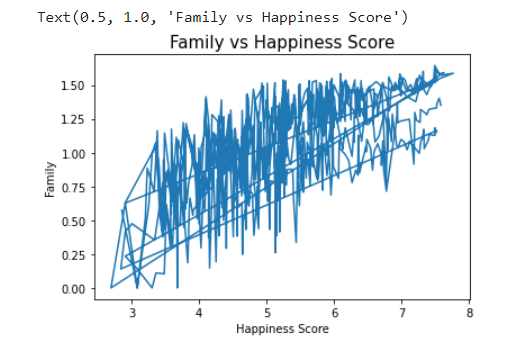 Text(0.5, 1.0, 'Family vs Happiness Score')
Family vs Happiness Score
1.50
1.25
1.00
0.75
0.50
0.25
0.00
Family
3 4 5 6 7 8
Happiness Score